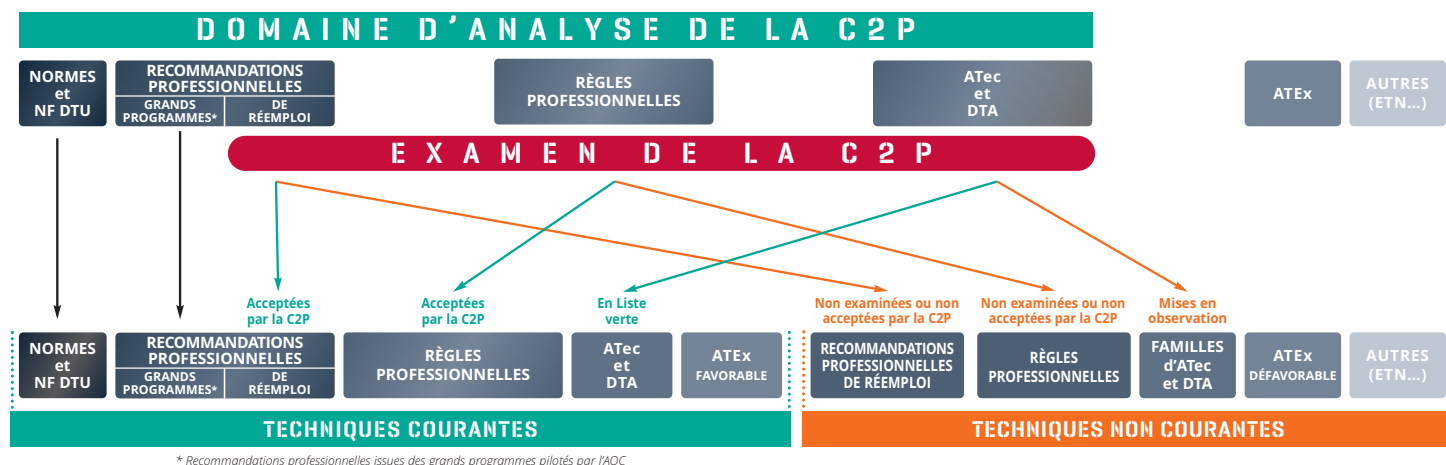 DOMAINE D’ANALYSE DE LA C2P
NORMES
et
NF DTU
RECOMMANDATIONS
PROFESSIONNELLES
GRANDS
PROGRAMMES*
DE
RÉEMPLOI
RÈGLES
PROFESSIONNELLES
ATec
et
DTA
ATEx
AUTRES
(ETN...)
EXAMEN DE LA C2P
Acceptées
par la C2P
Acceptées
par la C2P
En Liste
verte
Non examinées ou non
acceptées par la C2P
Non examinées ou non
acceptées par la C2P
Mises en
observation
NORMES
et
NF DTU
RECOMMANDATIONS
PROFESSIONNELLES
GRANDS
PROGRAMMES*
DE
RÉEMPLOI
RÈGLES
PROFESSIONNELLES
ATec
et
DTA
ATEx
FAVORABLE
RECOMMANDATIONS
PROFESSIONNELLES
DE RÉEMPLOI
RÈGLES
PROFESSIONNELLES
FAMILLES
d’ATec
et DTA
ATEx
DÉFAVORABLE
AUTRES
(ETN...)
TECHNIQUES COURANTES
TECHNIQUES NON COURANTES
* Recommandations professionnelles issues des grands programmes pilotés par l’AQC